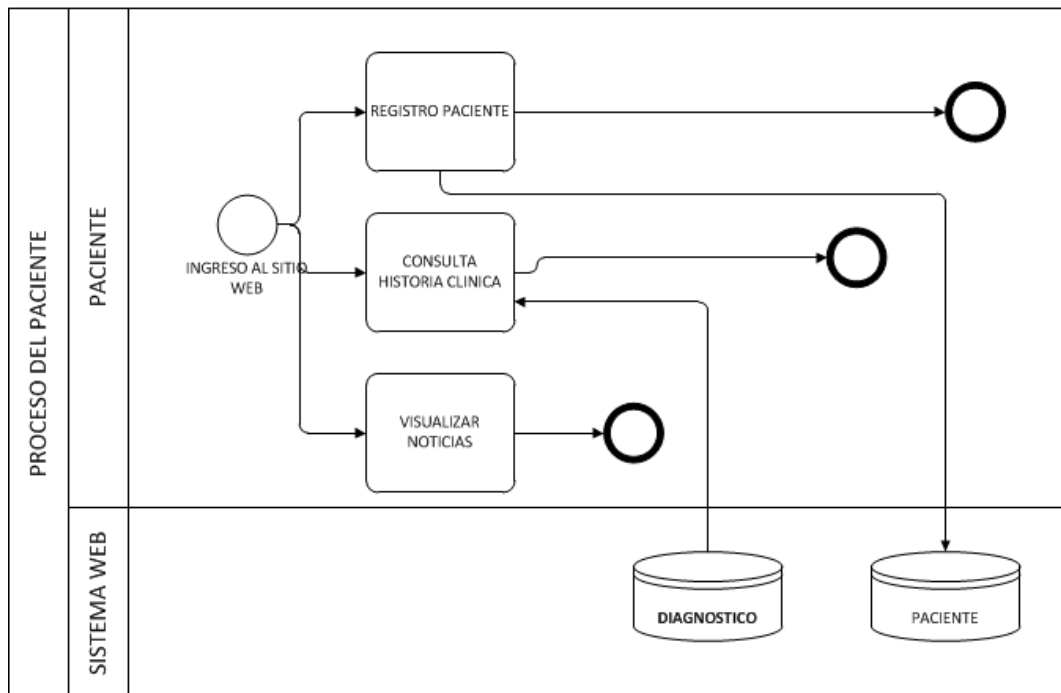 PROCESO DEL PACIENTE
PACIENTE
REGISTRO PACIENTE
INGRESO AL SITIO
WEB
CONSULTA
HISTORIA CLINICA
VISUALIZAR
NOTICIAS
SISTEMA WEB
DIAGNOSTICO
PACIENTE